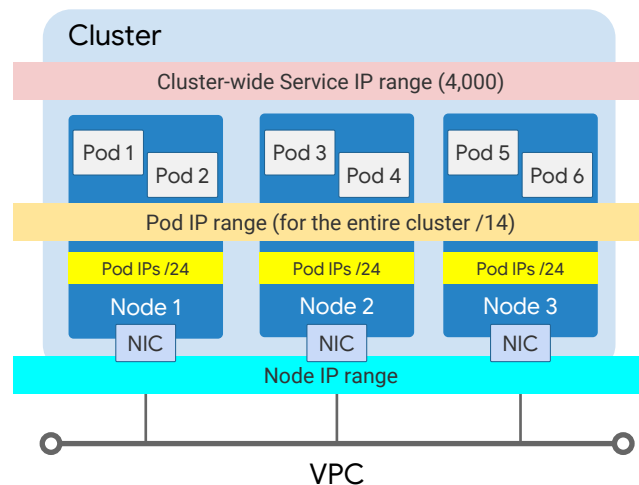 Cluster
Cluster-wide Service IP range (4,000)
Pod 1
Pod 2
Pod 3
Pod 4
Pod 5
Pod 6
Pod IP range (for the entire cluster /14)
Pod IPs /24
Pod IPs /24
Pod IPs /24
Node 1
Node 2
Node 3
NIC
NIC
NIC
Node IP range
VPC